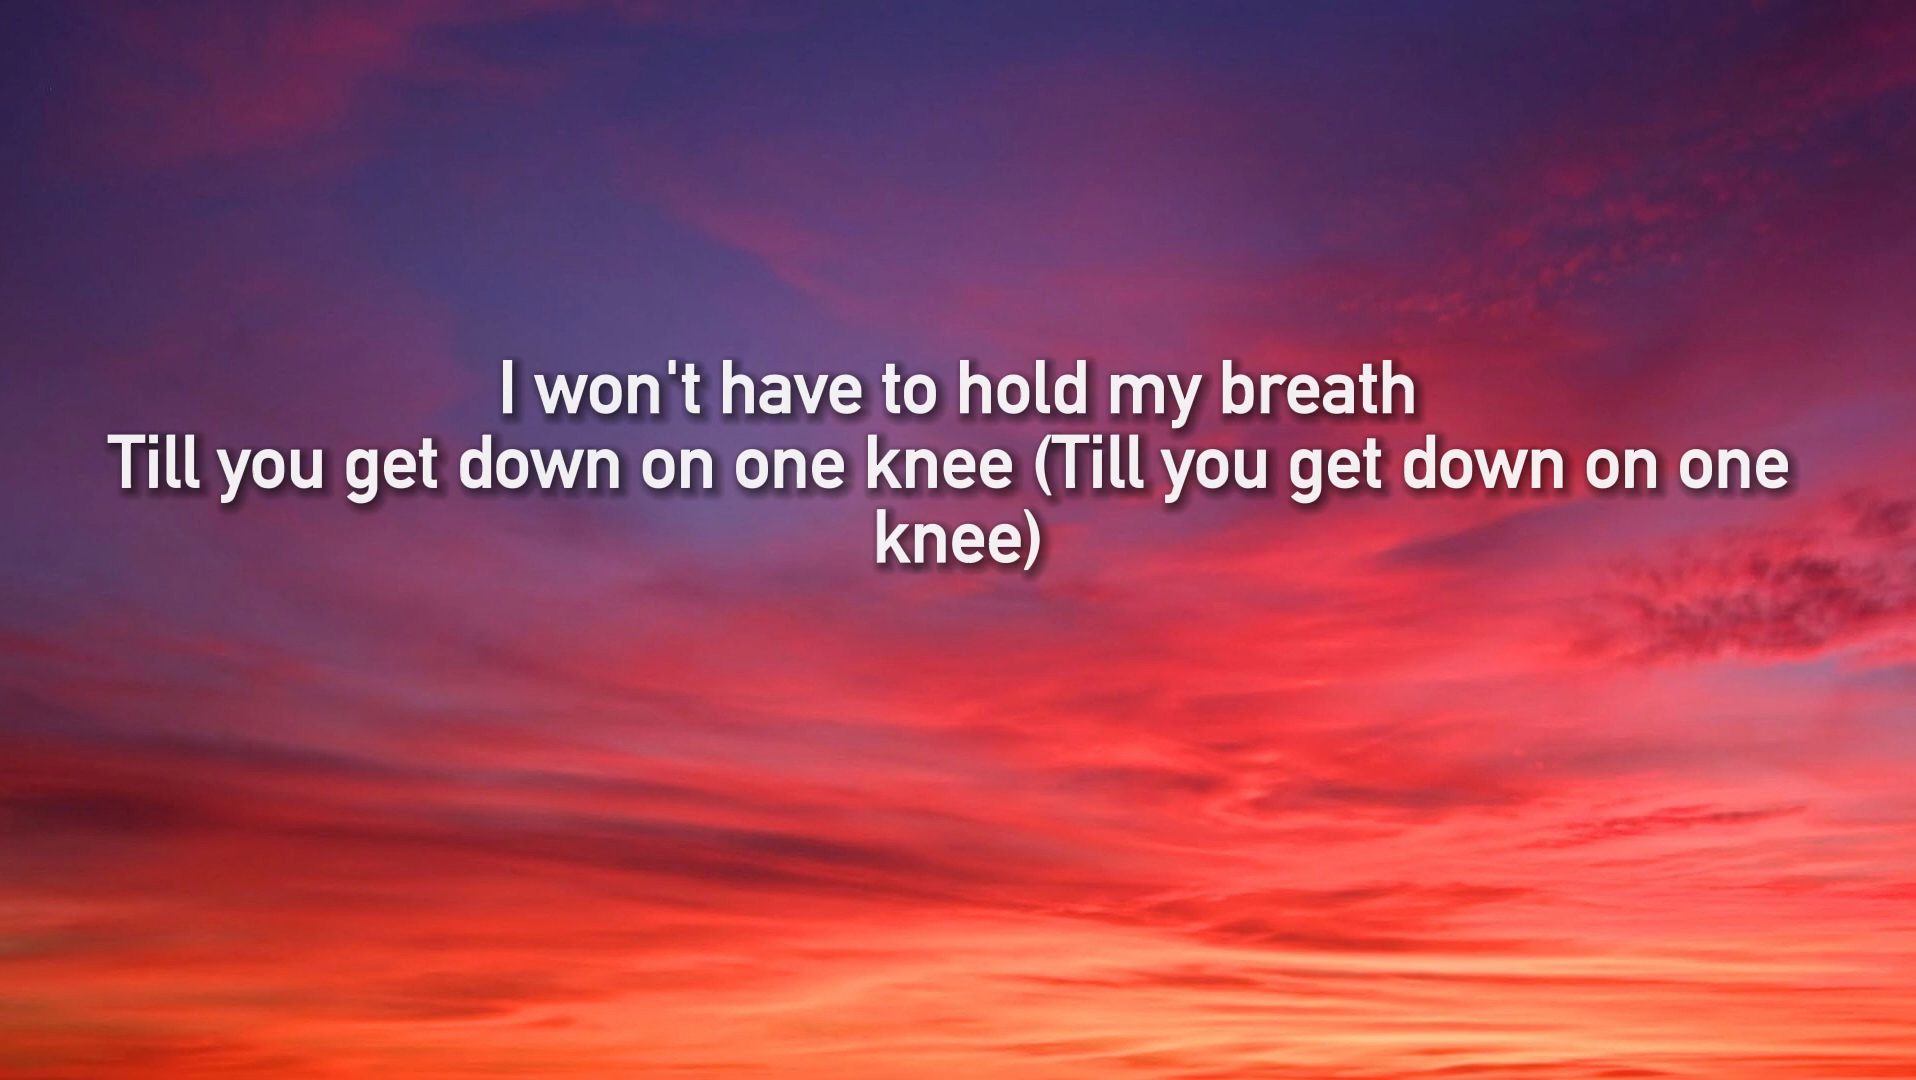 I won't have to hold my breath
Till you get down on one knee (Till you get down on one
knee)